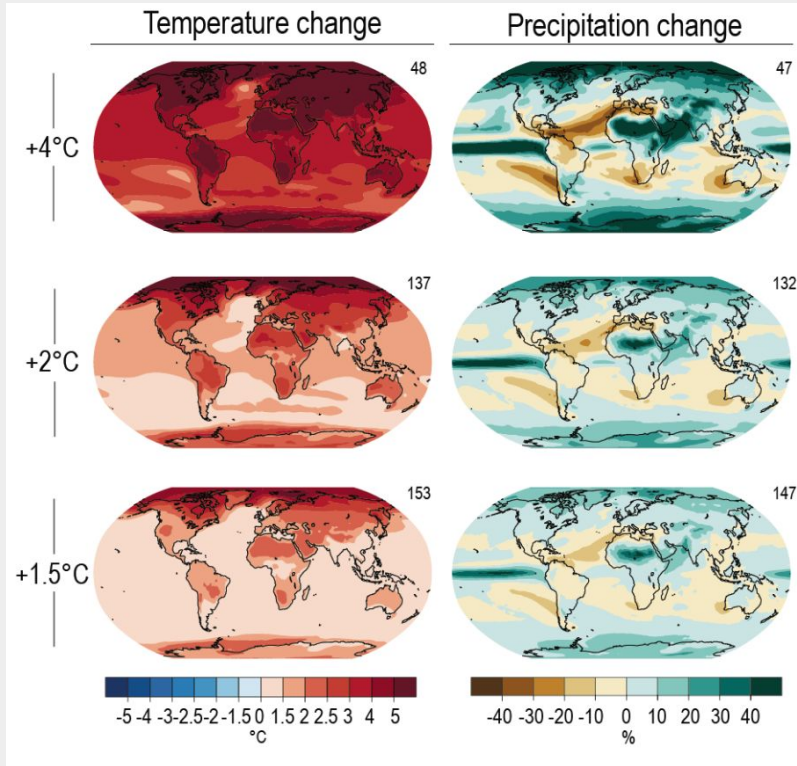 Temperature change
Precipitation change
+4°C
48
47
+2°C
137
132
+1.5°C
153
147
-5 -4 -3-2.5-2 -1.5 0 1.5 2 2.5 3 4 5
°C
-40 -30 -20 -10 0 10 20 30 40
%